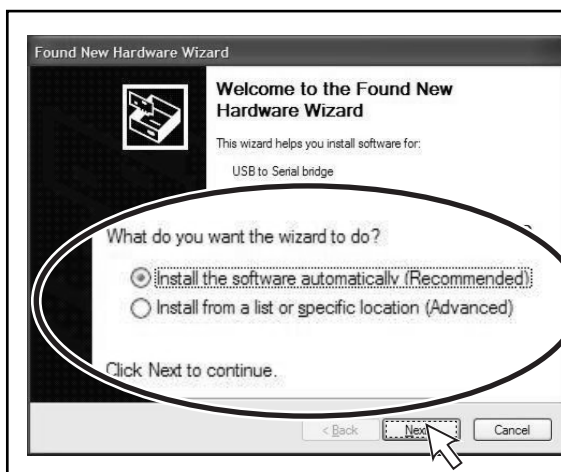 Found New Hardware Wizard
Welcome to the Found New
Hardware Wizard
This wizard helps you install software for:
USB to Serial bridge
What do you want the wizard to do?
Install the software automatically (Recommended)
Install from a list or specific location (Advanced)
Click Next to continue.
< Back Next Cancel